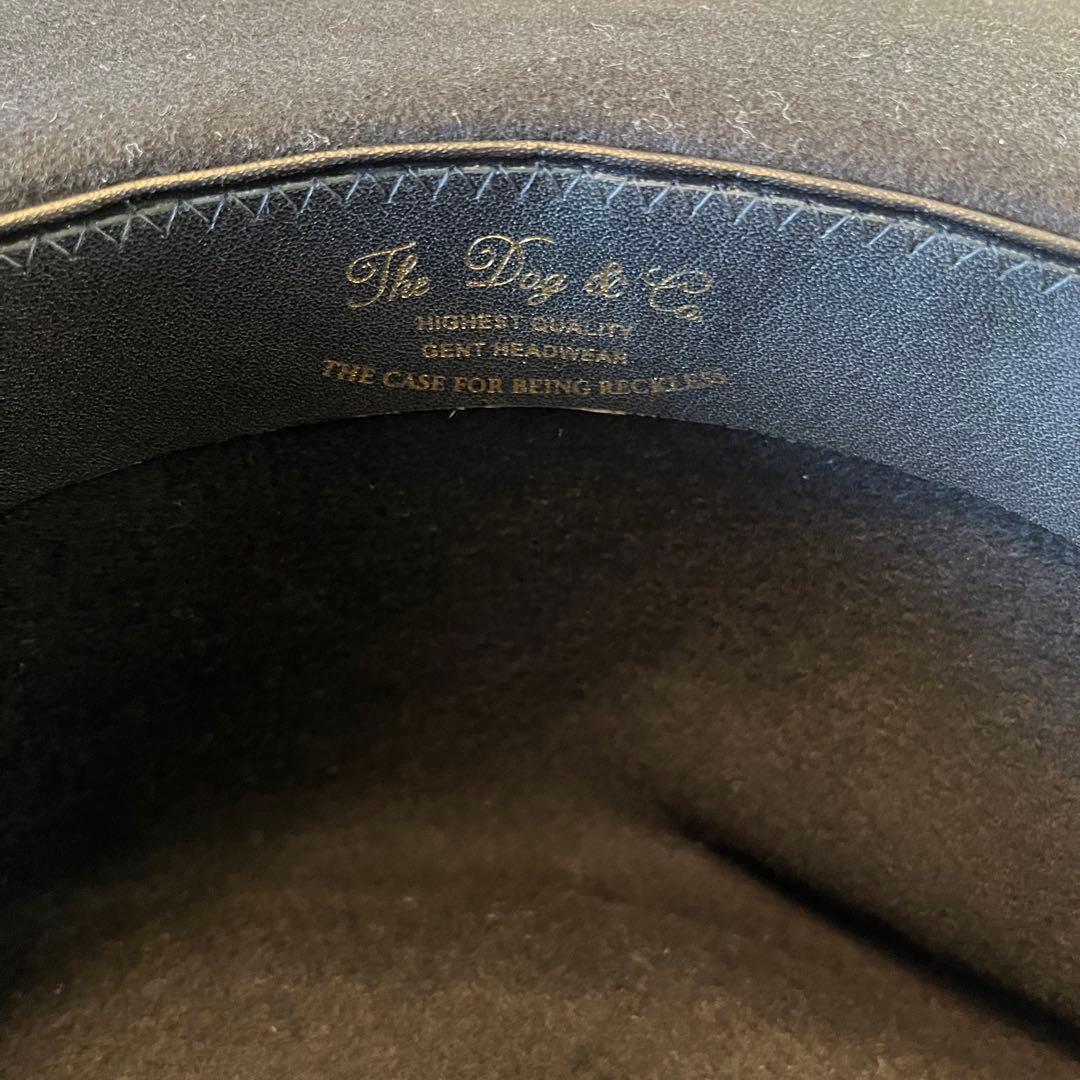 The Dog & Co.
HIGHEST QUALITY
GENT HEADWEAR
THE CASE FOR BEING RECKLESS